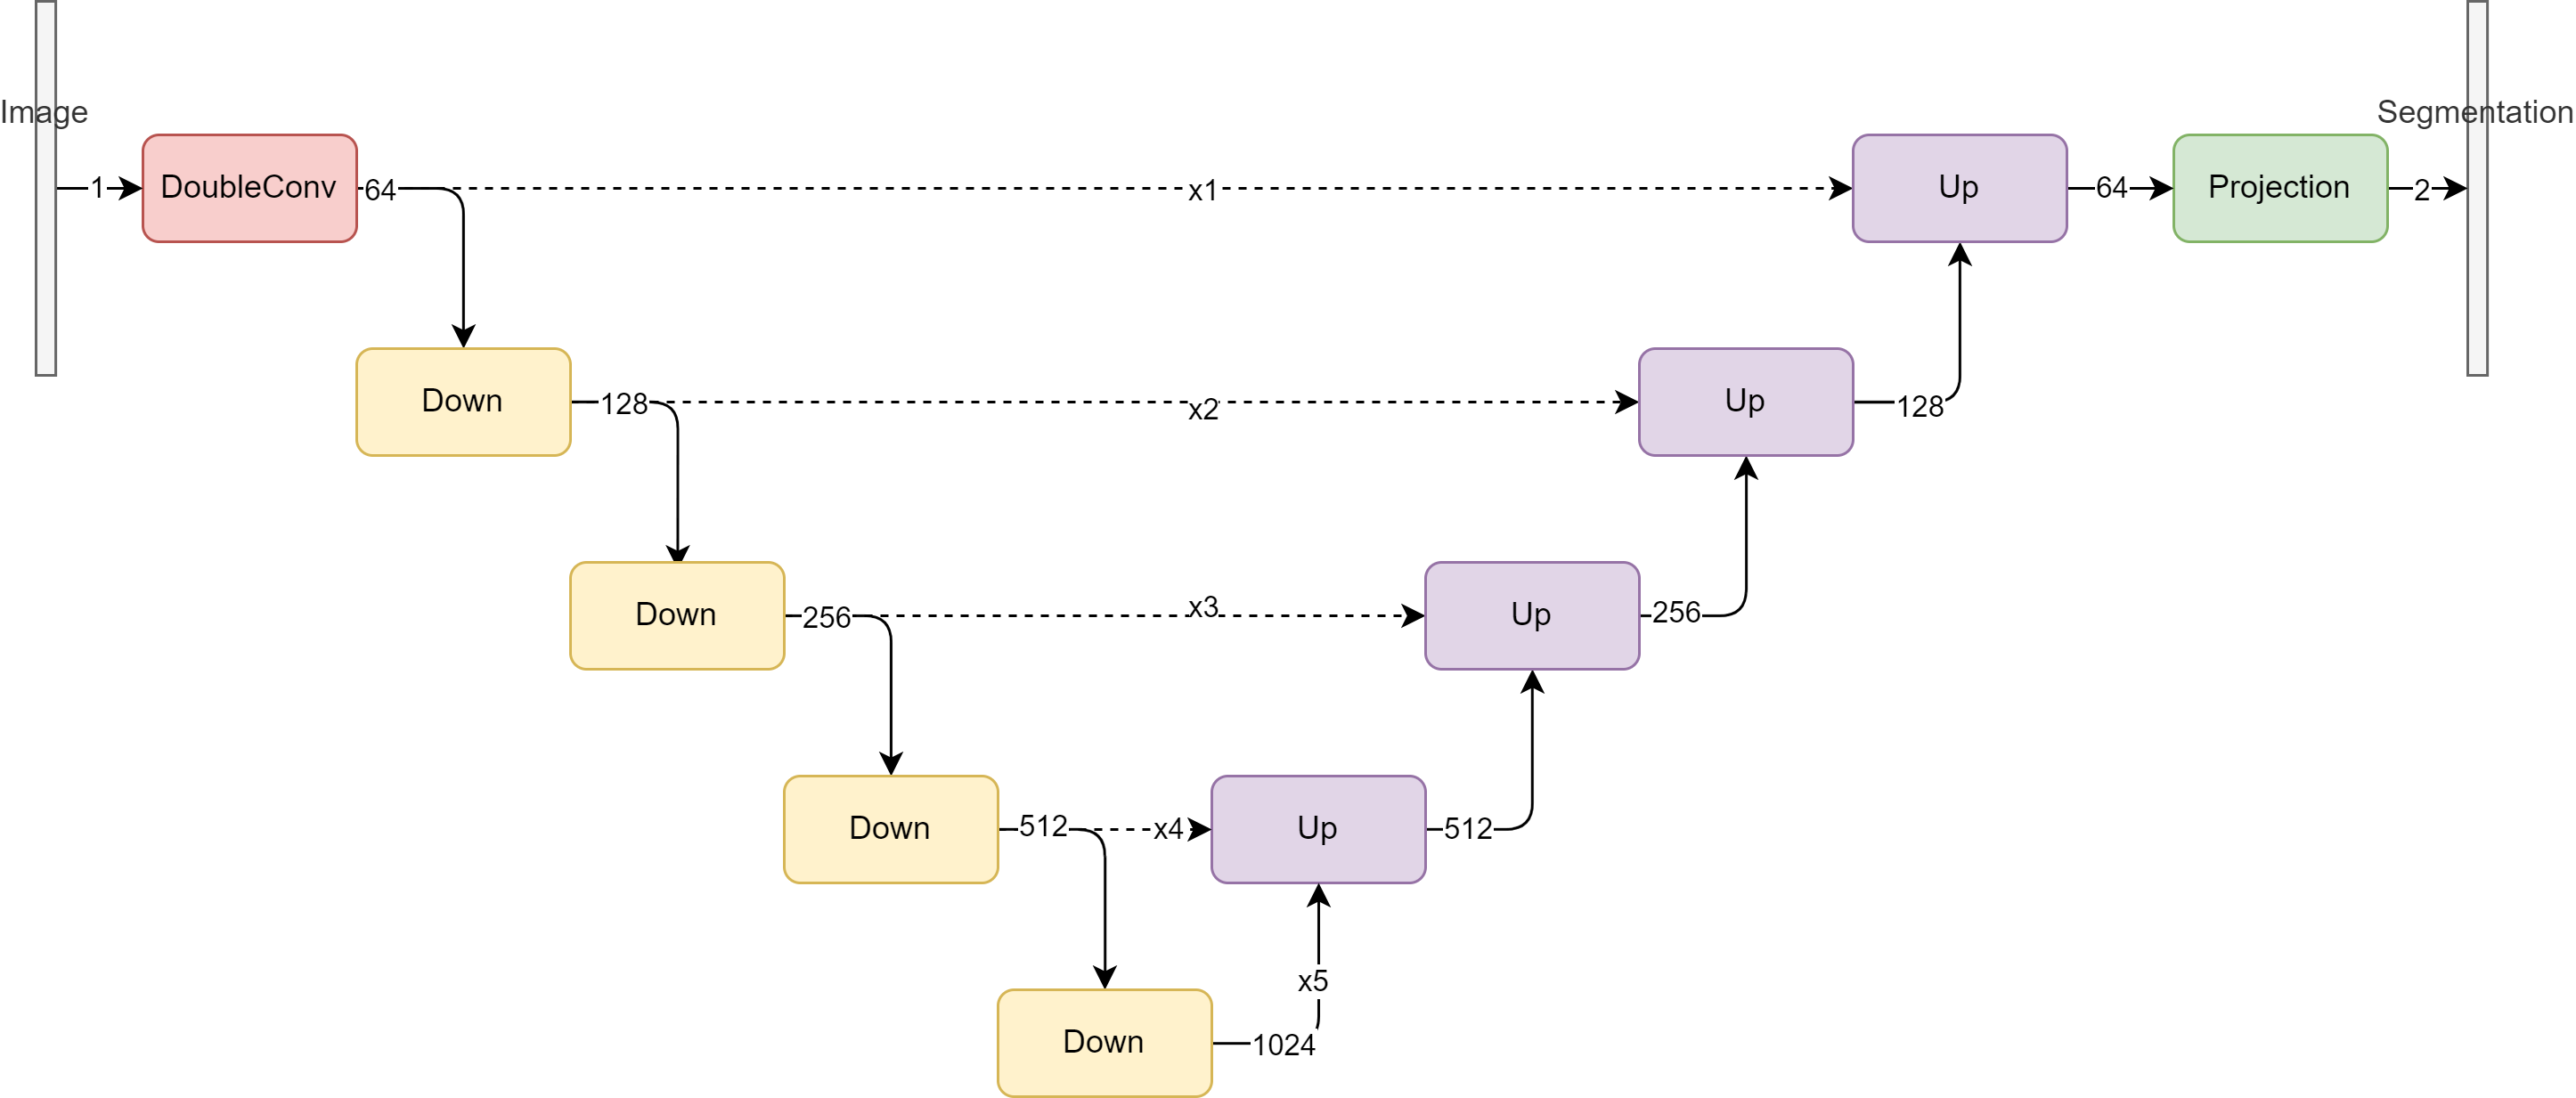 Image
Segmentation
1
DoubleConv
64
x1
Up
64
Projection
2
Down
128
x2
Up
128
Down
256
x3
Up
256
Down
512
x4
Up
512
x5
Down
1024